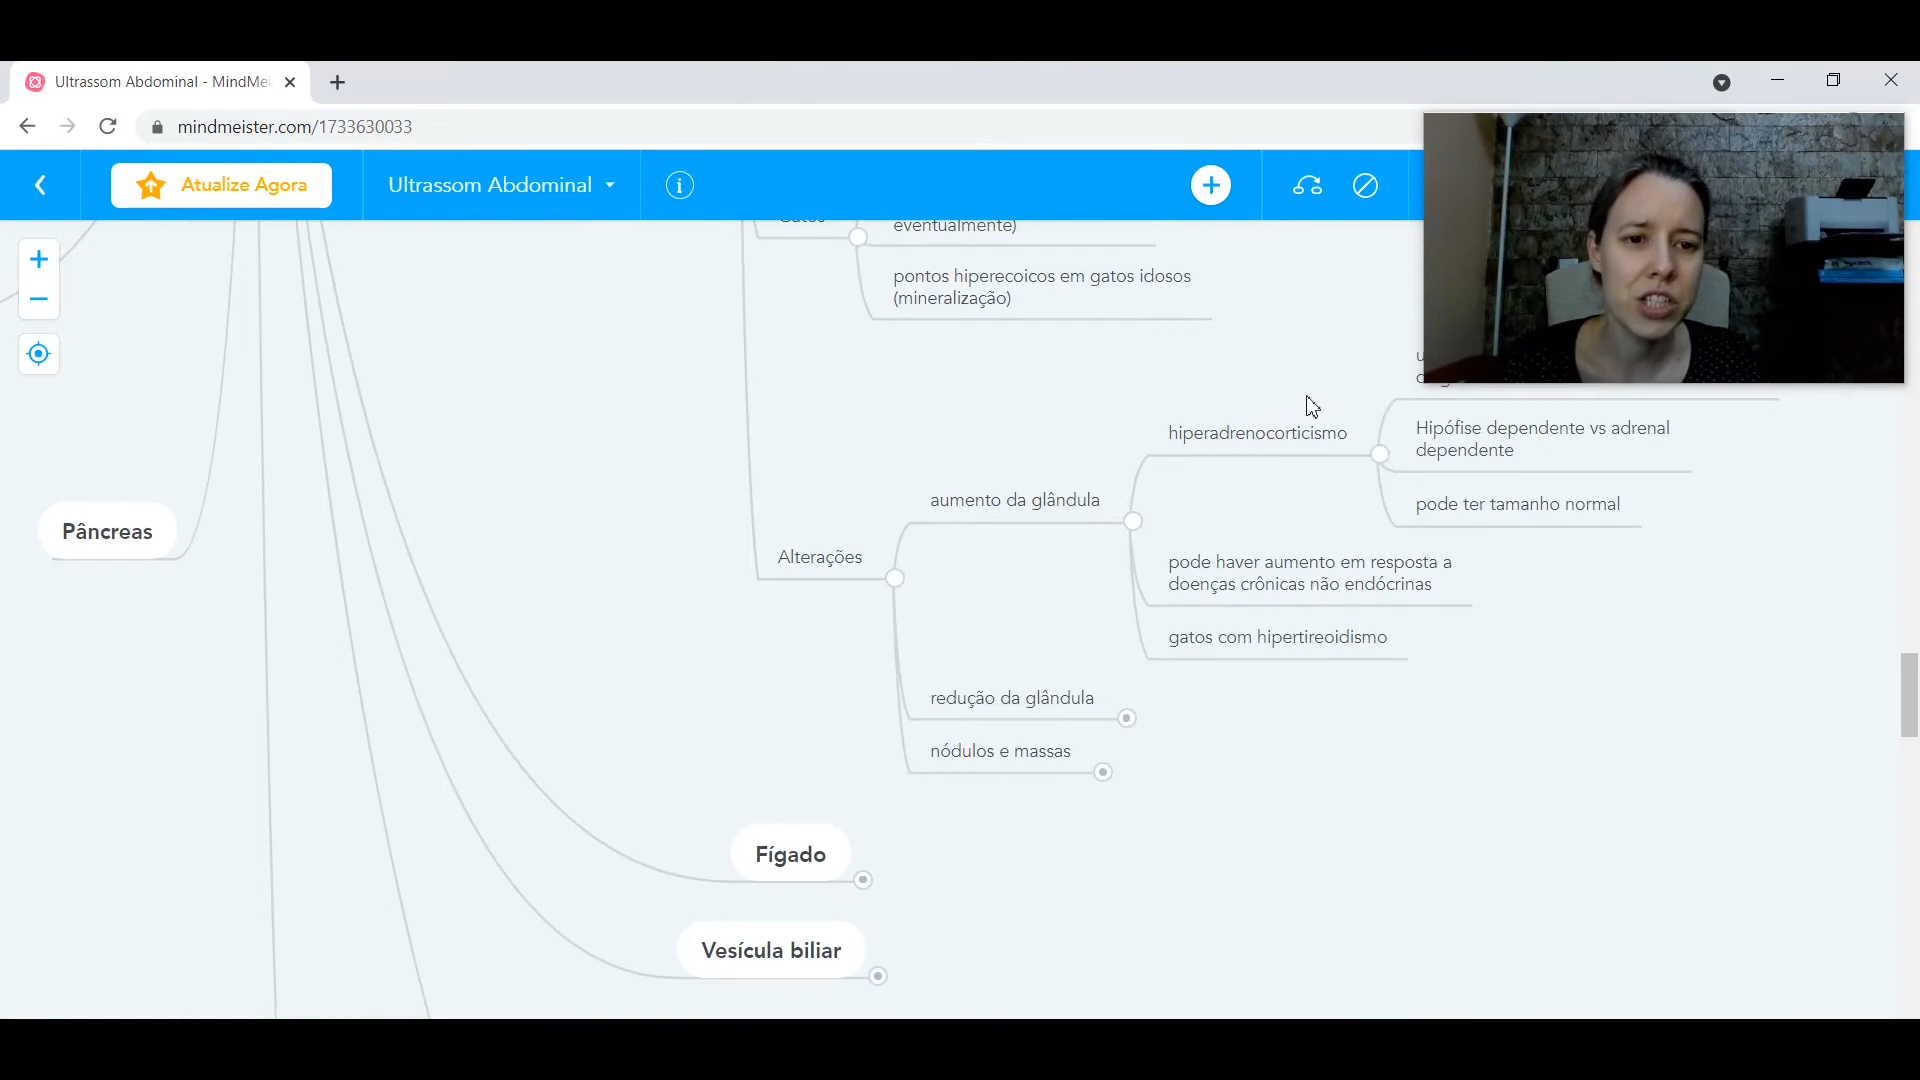 Ultrassom Abdominal - MindMei
mindmeister.com/1733630033
Atualize Agora
Ultrassom Abdominal
eventualmente)
pontos hiperecoicos em gatos idosos
(mineralização)
hiperadrenocorticismo
Hipófise dependente vs adrenal
dependente
aumento da glândula
pode ter tamanho normal
Pâncreas
Alterações
pode haver aumento em resposta a
doenças crônicas não endócrinas
gatos com hipertireoidismo
redução da glândula
nódulos e massas
Fígado
Vesícula biliar